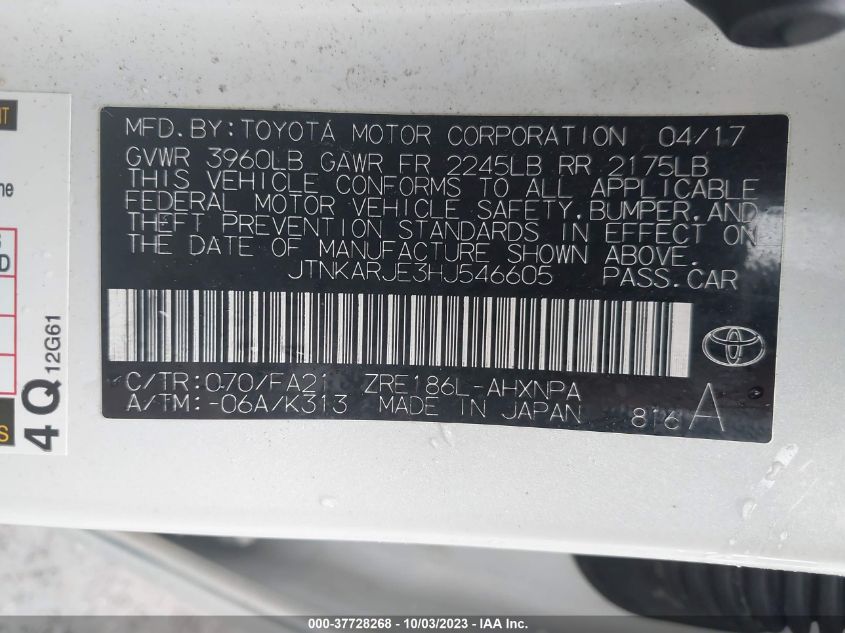 MFD.BY:TOYOTA MOTOR CORPORATION 04/17
GVWR 3960LB GAWR FR 2245LB RR 2175LB
THIS VEHICLE CONFORMS TO ALL APPLICABLE
FEDERAL MOTOR VEHICLE SAFETY,BUMPER,AND
THEFT PREVENTION STANDARDS IN EFFECT ON
THE DATE OF MANUFACTURE SHOWN ABOVE.
JTNKARJE3HJ546605 PASS.CAR
C/TR:070/FA21 ZRE186L-AHXNPA
A/TM:-06A/K313 MADE IN JAPAN 816 A
4Q 12G61
000-37728268 - 10/03/2023 - IAA Inc.